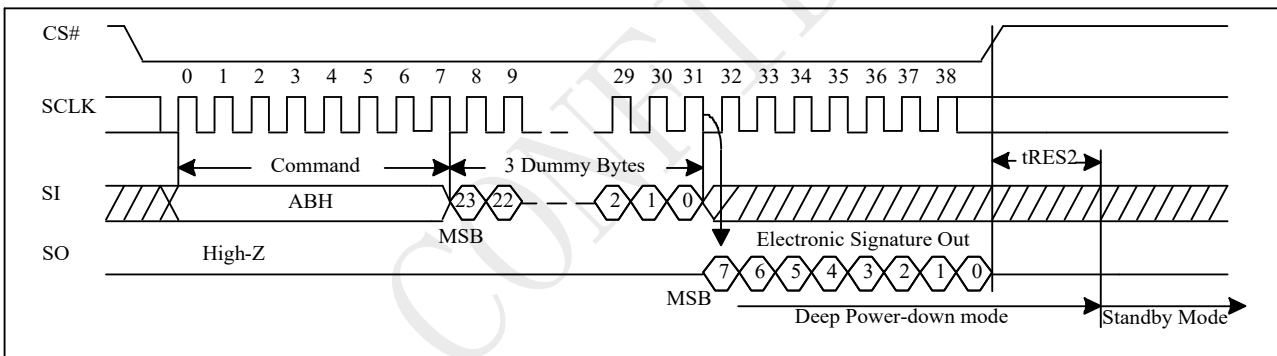 CS#
0 1 2 3 4 5 6 7 8 9 29 30 31 32 33 34 35 36 37 38
SCLK
Command 3 Dummy Bytes tRES2
SI ABH 23 22 2 1 0
MSB
SO High-Z Electronic Signature Out
7 6 5 4 3 2 1 0
MSB
Deep Power-down mode Standby Mode